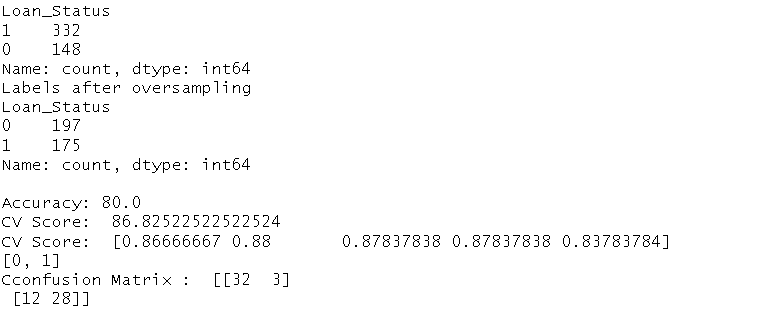 Loan_Status
1    332
0    148
Name: count, dtype: int64
Labels after oversampling
Loan_Status
0    197
1    175
Name: count, dtype: int64
Accuracy: 80.0
CV Score:  86.82522522522524
CV Score:  [0.86666667 0.88       0.87837838 0.87837838 0.83783784]
[0, 1]
Cconfusion Matrix :  [[32  3]
 [12 28]]